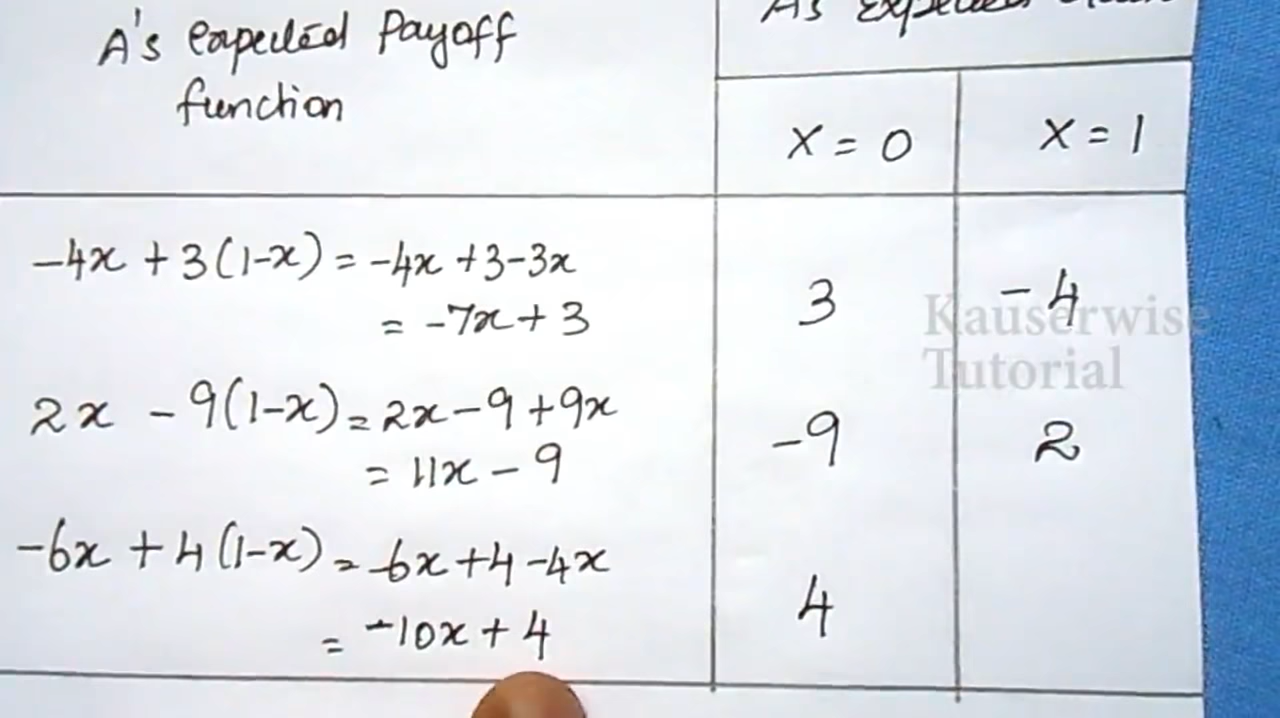 A's expected Payoff
function
A's
x = 0
x = 1
-4x + 3(1-x) = -4x +3-3x
= -7x + 3
3
-4
2x - 9(1-x) = 2x-9+9x
= 11x - 9
-9
2
-6x + 4(1-x) = -6x+4-4x
= -10x + 4
4
Kauserwise
Tutorial